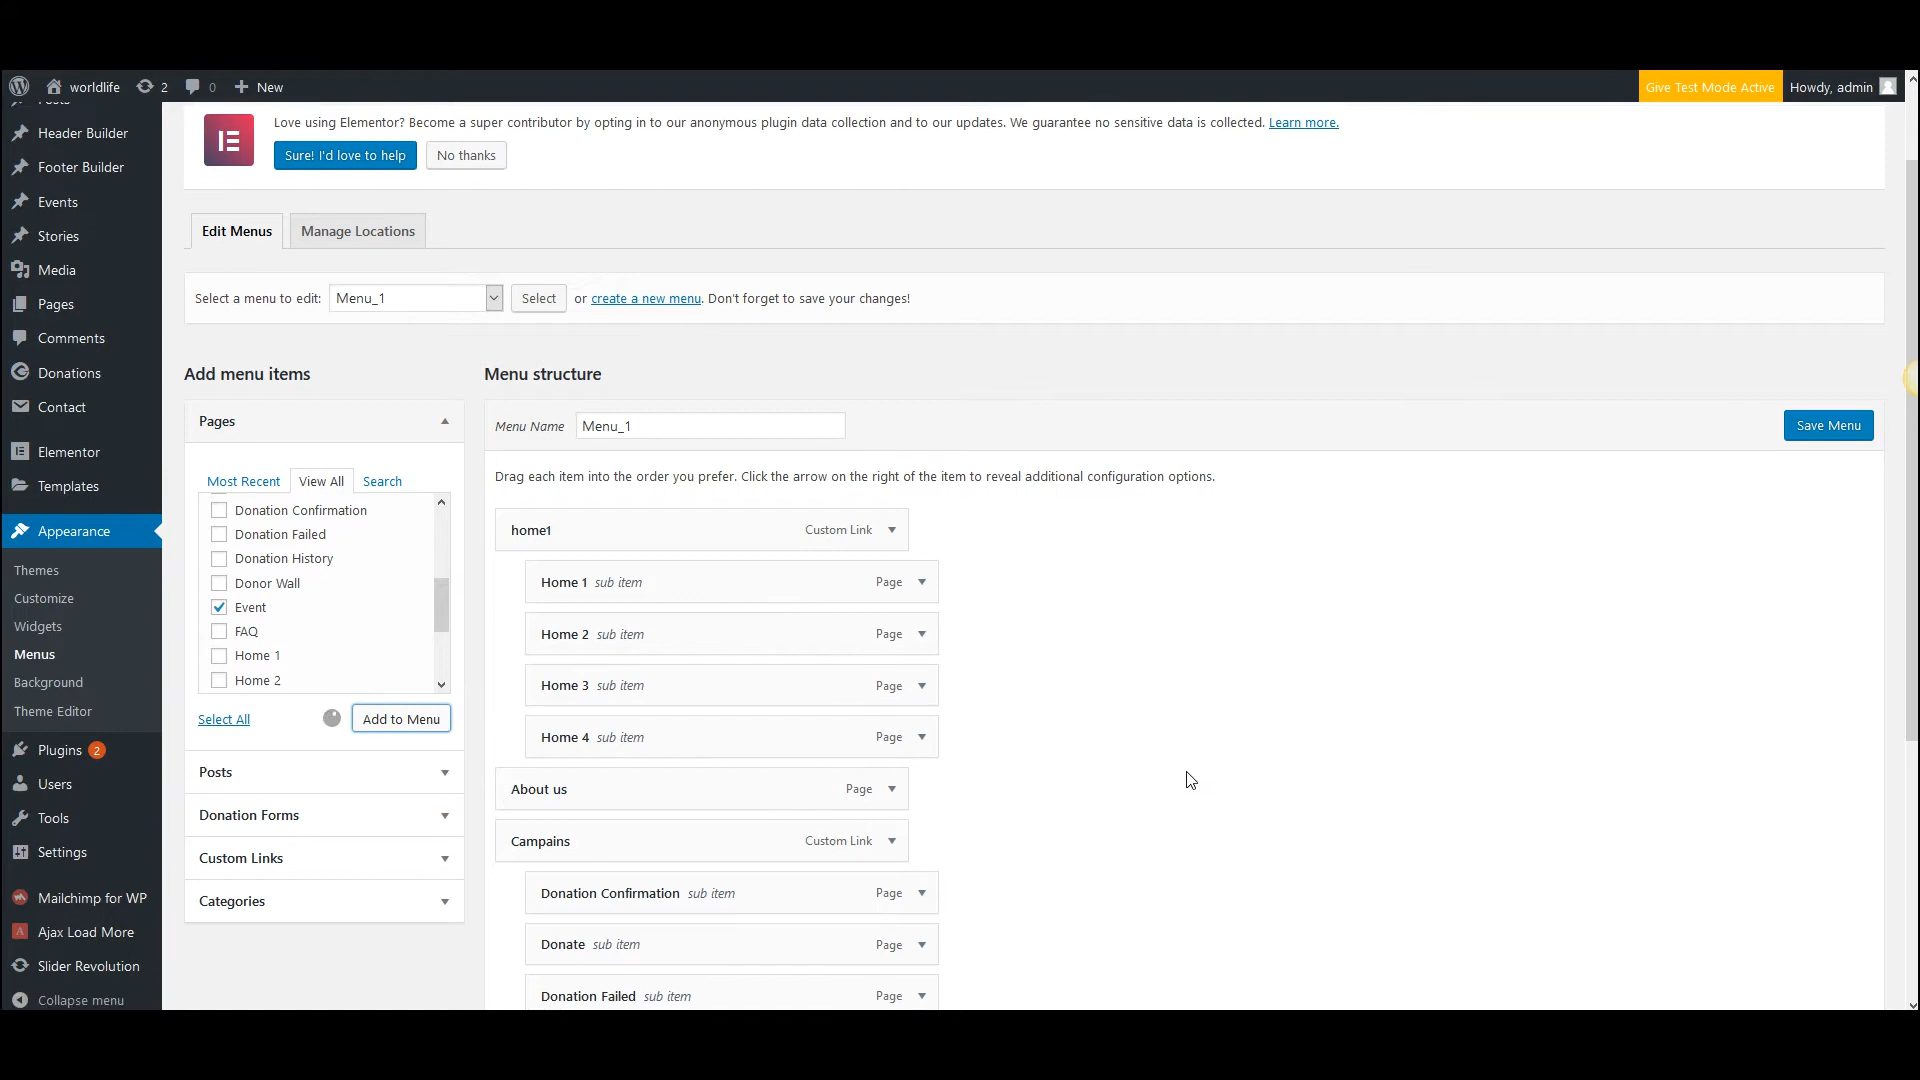 worldlife 2 0 New Give Test Mode Active Howdy, admin
Posts
Header Builder
Footer Builder
Events
Stories
Media
Pages
Comments
Donations
Contact
Elementor
Templates
Appearance
Themes
Customize
Widgets
Menus
Background
Theme Editor
Plugins 2
Users
Tools
Settings
Mailchimp for WP
Ajax Load More
Slider Revolution
Collapse menu
Love using Elementor? Become a super contributor by opting in to our anonymous plugin data collection and to our updates. We guarantee no sensitive data is collected. Learn more.
Sure! I'd love to help No thanks
Edit Menus Manage Locations
Select a menu to edit: Menu_1 Select or create a new menu. Don't forget to save your changes!
Add menu items
Pages
Most Recent View All Search
Donation Confirmation
Donation Failed
Donation History
Donor Wall
Event
FAQ
Home 1
Home 2
Select All Add to Menu
Posts
Donation Forms
Custom Links
Categories
Menu structure
Menu Name Menu_1 Save Menu
Drag each item into the order you prefer. Click the arrow on the right of the item to reveal additional configuration options.
home1 Custom Link
Home 1 sub item Page
Home 2 sub item Page
Home 3 sub item Page
Home 4 sub item Page
About us Page
Campains Custom Link
Donation Confirmation sub item Page
Donate sub item Page
Donation Failed sub item Page